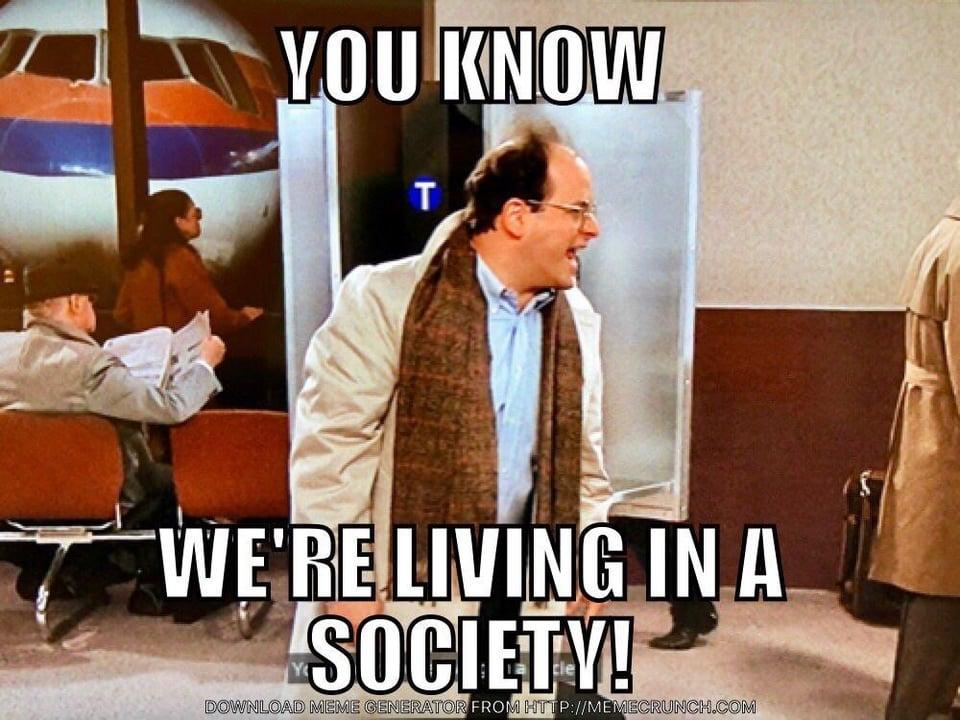 YOU KNOW
T
WE'RE LIVING IN A
SOCIETY!
DOWNLOAD MEME GENERATOR FROM HTTP://MEMECRUNCH.COM